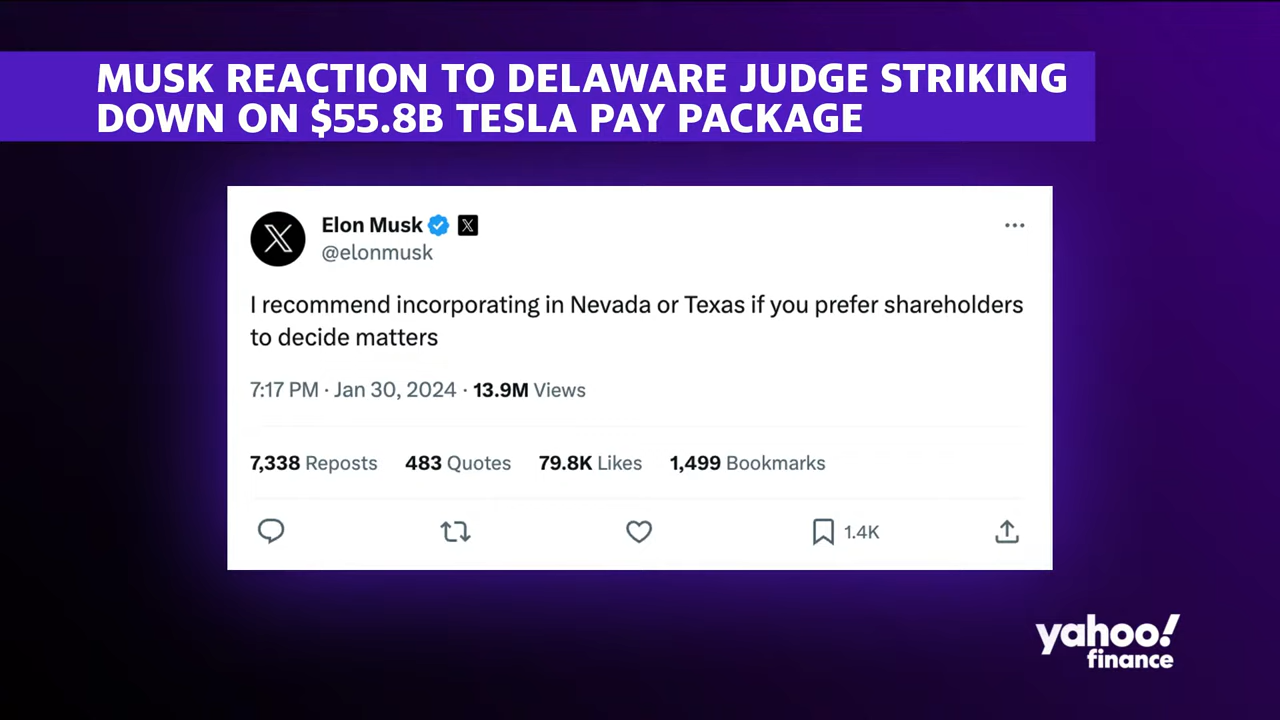 MUSK REACTION TO DELAWARE JUDGE STRIKING
DOWN ON $55.8B TESLA PAY PACKAGE
Elon Musk
@elonmusk
I recommend incorporating in Nevada or Texas if you prefer shareholders
to decide matters
7:17 PM · Jan 30, 2024 · 13.9M Views
7,338 Reposts 483 Quotes 79.8K Likes 1,499 Bookmarks
1.4K
yahoo!
finance